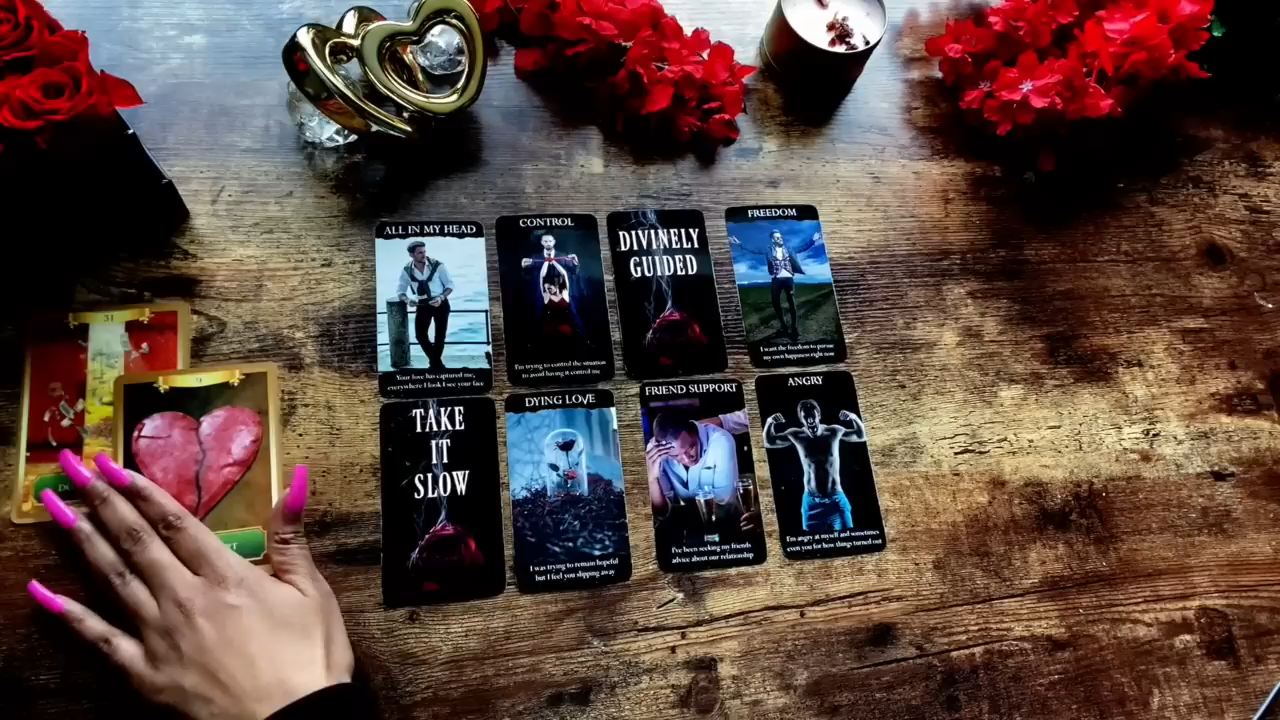 ALL IN MY HEAD
Your love has captured me,
everywhere I look I see your face
CONTROL
I'm trying to control the situation
to avoid having it control me
DIVINELY
GUIDED
FREEDOM
I want the freedom to pursue
my own happiness right now
TAKE
IT
SLOW
DYING LOVE
I was trying to remain hopeful
but I feel you slipping away
FRIEND SUPPORT
I've been seeking my friends
advice about our relationship
ANGRY
I'm angry at myself and sometimes
even you for how things turned out
31